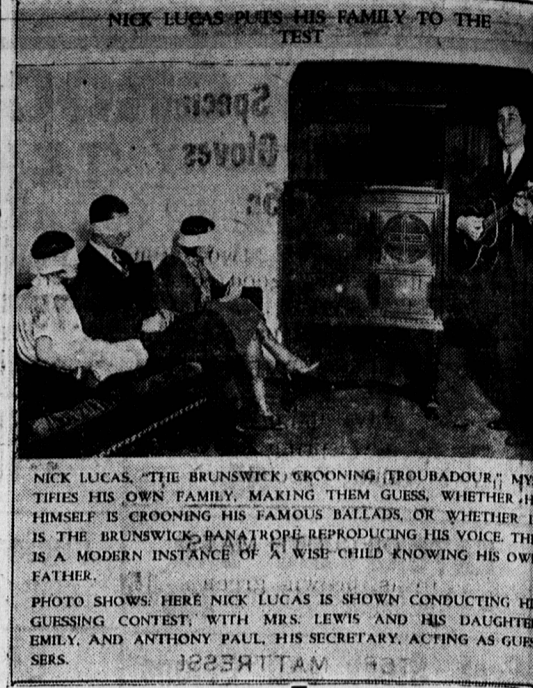 NICK LUCAS PUTS HIS FAMILY TO THE
TEST
NICK LUCAS, "THE BRUNSWICK CROONING TROUBADOUR," MYS
TIFIES HIS OWN FAMILY, MAKING THEM GUESS, WHETHER H
HIMSELF IS CROONING HIS FAMOUS BALLADS, OR WHETHER I
IS THE BRUNSWICK PANATROPE REPRODUCING HIS VOICE. THI
IS A MODERN INSTANCE OF A WISE CHILD KNOWING HIS OW
FATHER.
PHOTO SHOWS: HERE NICK LUCAS IS SHOWN CONDUCTING HI
GUESSING CONTEST, WITH MRS. LEWIS AND HIS DAUGHTE
EMILY, AND ANTHONY PAUL, HIS SECRETARY, ACTING AS GUES
SERS.